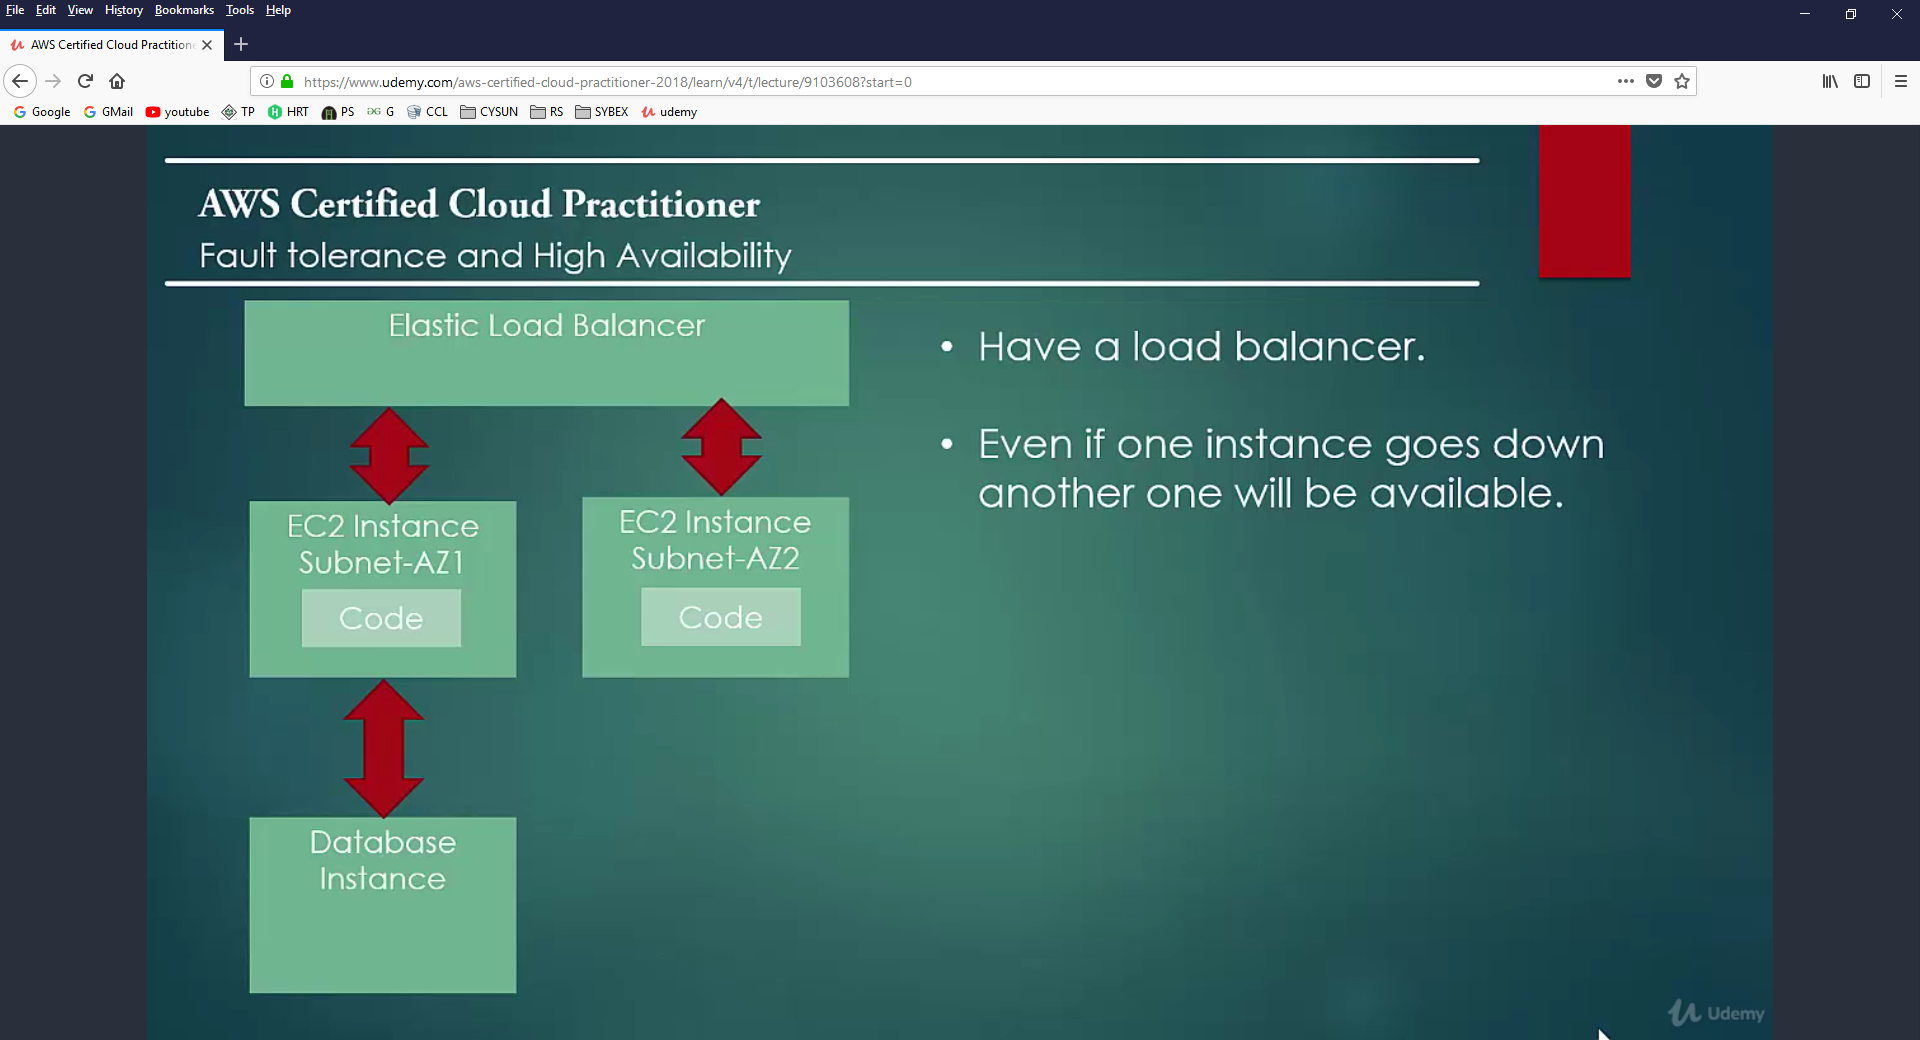 File Edit View History Bookmarks Tools Help
AWS Certified Cloud Practitione
https://www.udemy.com/aws-certified-cloud-practitioner-2018/learn/v4/t/lecture/9103608?start=0
Google GMail youtube TP HRT PS G CCL CYSUN RS SYBEX udemy
AWS Certified Cloud Practitioner
Fault tolerance and High Availability
Elastic Load Balancer
EC2 Instance
Subnet-AZ1
Code
EC2 Instance
Subnet-AZ2
Code
Database
Instance
• Have a load balancer.
• Even if one instance goes down
another one will be available.
Udemy